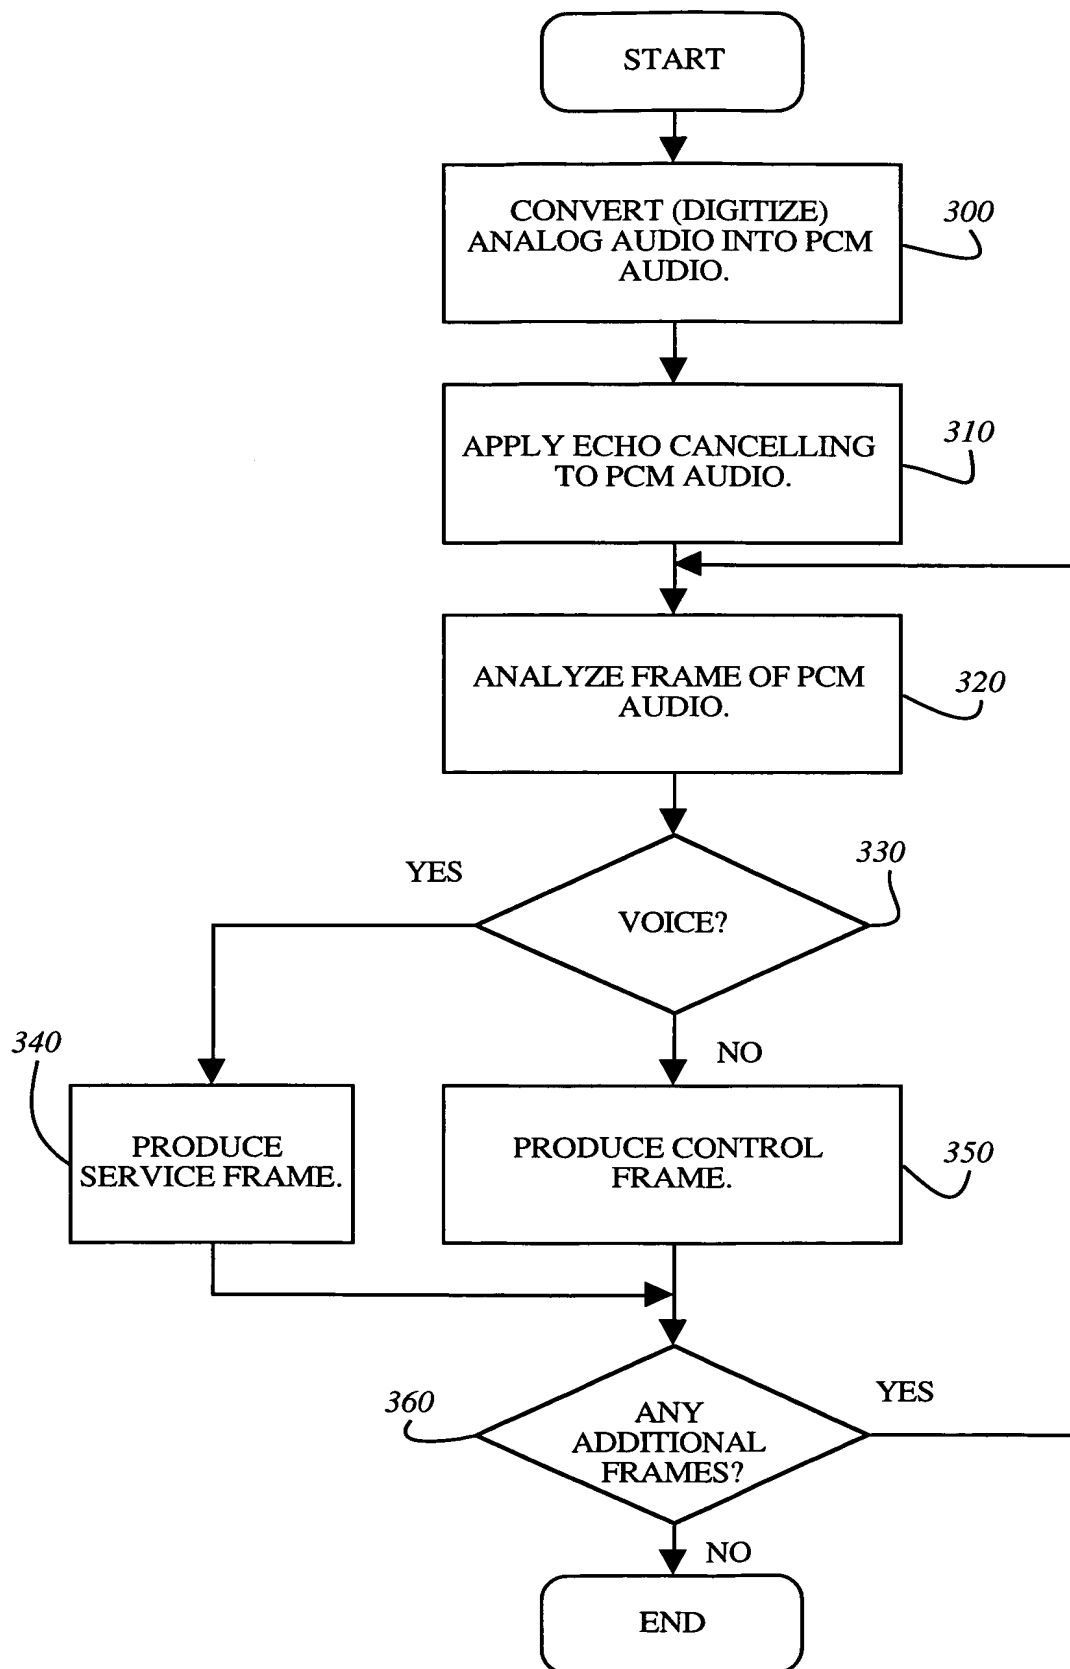 START
CONVERT (DIGITIZE)
ANALOG AUDIO INTO PCM
AUDIO.
300
APPLY ECHO CANCELLING
TO PCM AUDIO.
310
ANALYZE FRAME OF PCM
AUDIO.
320
YES
VOICE?
330
NO
340
PRODUCE
SERVICE FRAME.
PRODUCE CONTROL
FRAME.
350
360
ANY
ADDITIONAL
FRAMES?
YES
NO
END